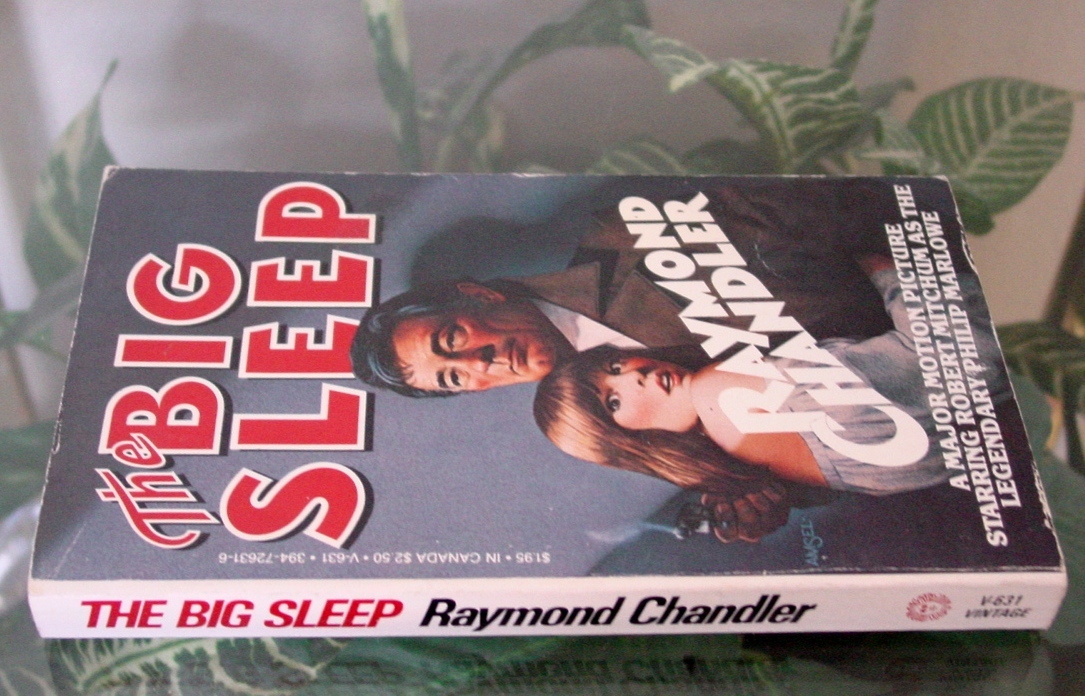 The BIG
SLEEP
RAYMOND
CHANDLER
A MAJOR MOTION PICTURE
STARRING ROBERT MITCHUM AS THE
LEGENDARY PHILIP MARLOWE
$1.95 • IN CANADA $2.50 • V-631 • 394-72631-6
AMSEL
THE BIG SLEEP Raymond Chandler
V-631
VINTAGE